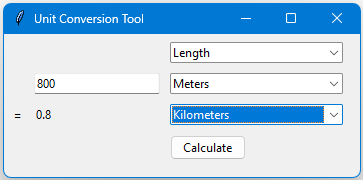 Unit Conversion Tool
Length
800 Meters
= 0.8 Kilometers
Calculate